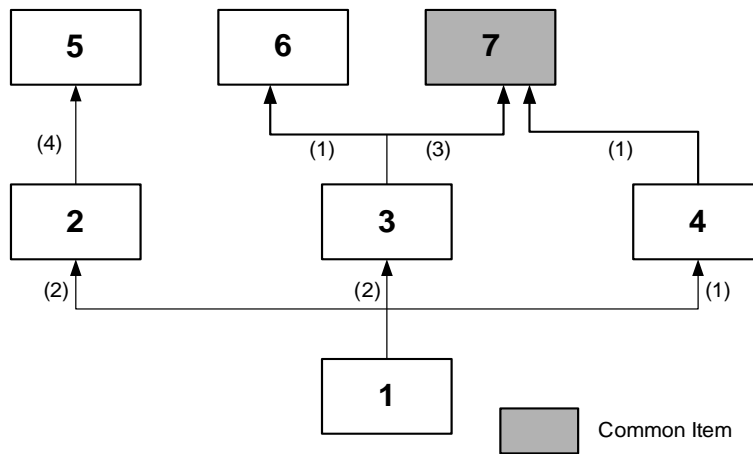 5 6 7
(4) (1) (3) (1)
2 3 4
(2) (2) (1)
1
Common Item